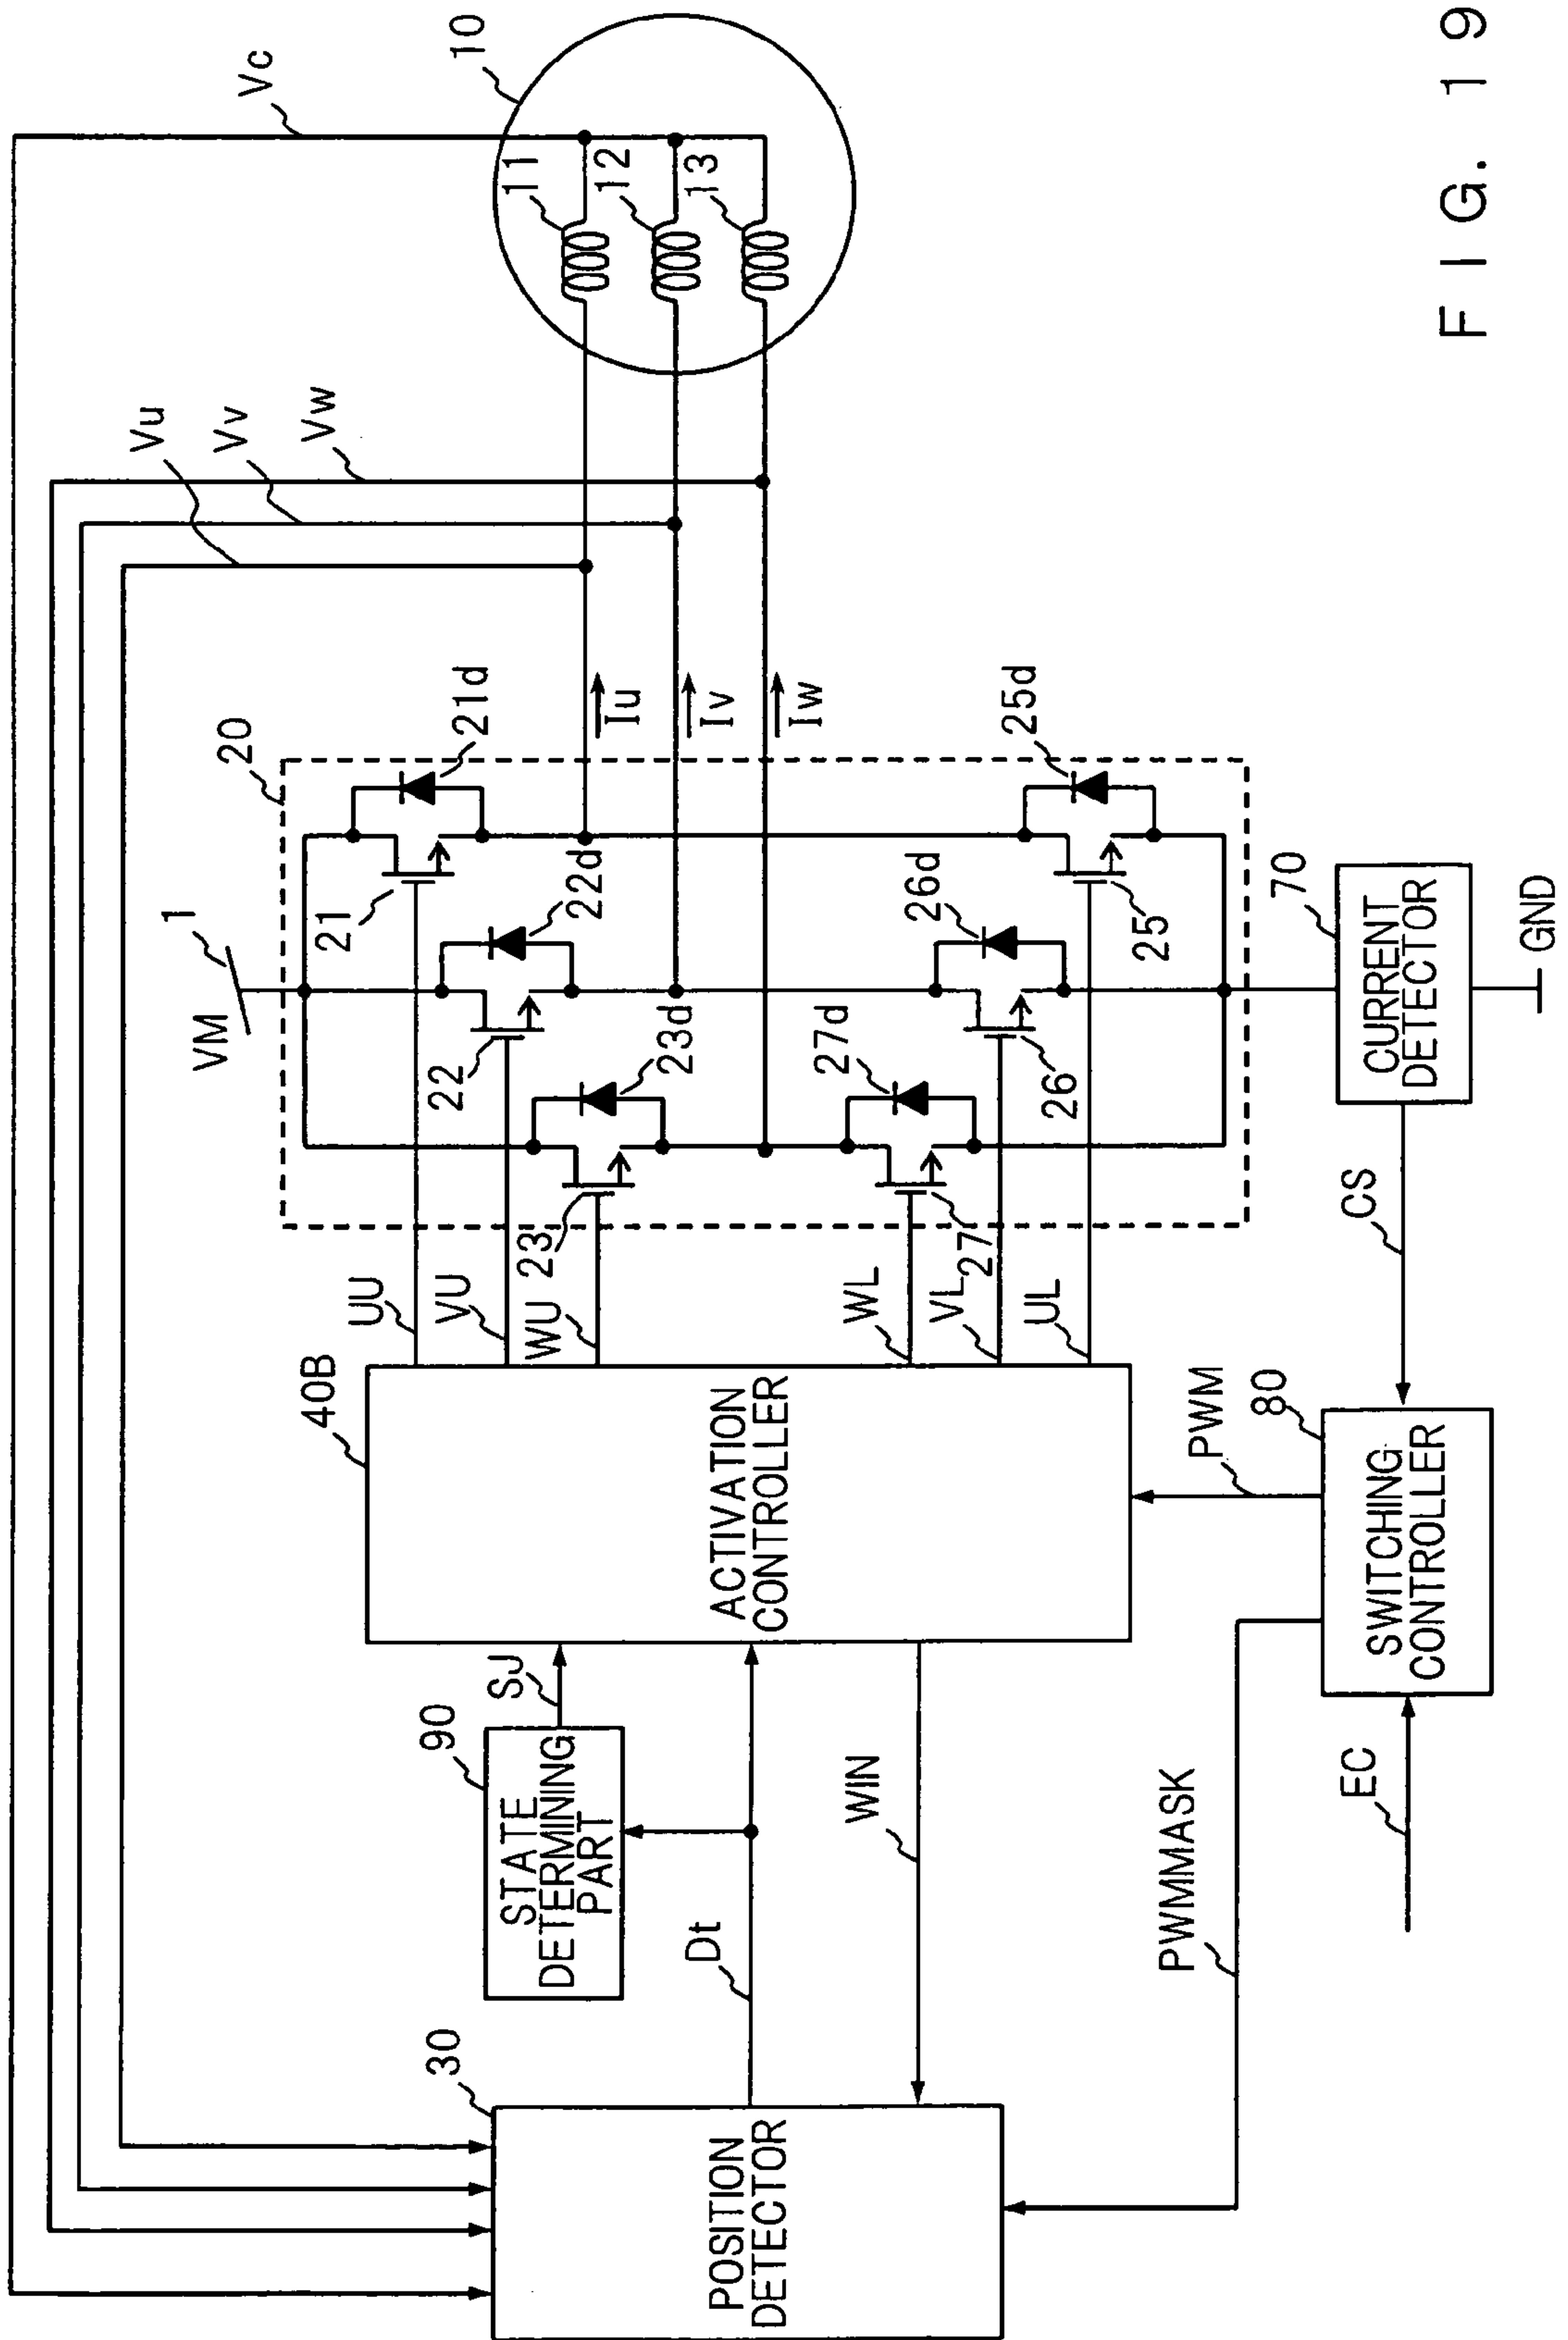 Vc
10
11
12
13
Vu
Vv
Vw
20
21d
Iu
Iv
Iw
25d
1
VM
21
22d
22
23d
23
26d
27d
25
26
27
70
CURRENT
DETECTOR
GND
CS
UU
VU
WU
WL
VL
UL
40B
ACTIVATION
CONTROLLER
PWM
80
SWITCHING
CONTROLLER
SJ
90
STATE
DETERMINING
PART
WIN
Dt
PWMMASK
EC
30
POSITION
DETECTOR
FIG. 19